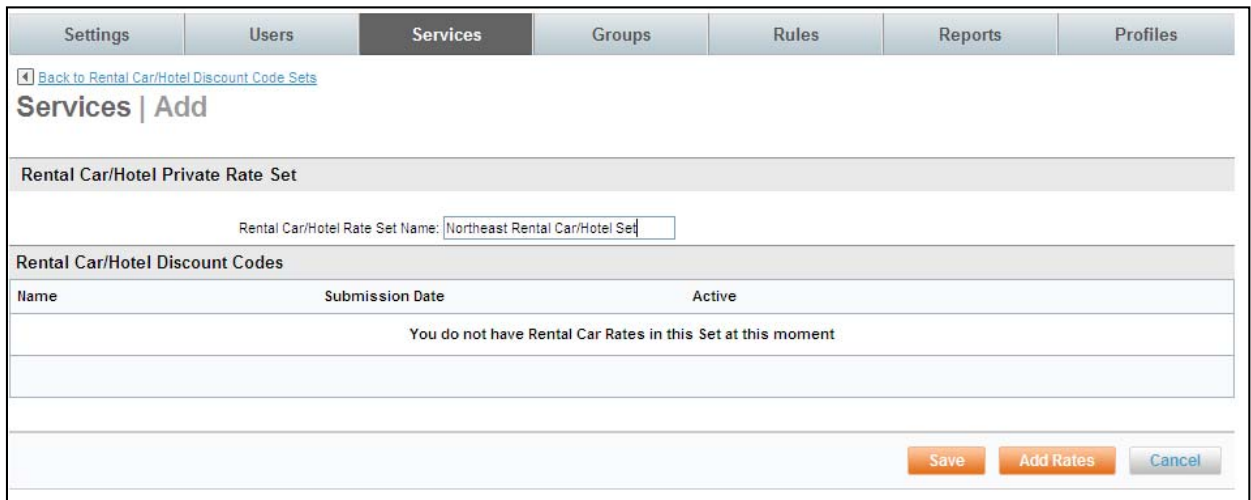 Settings Users Services Groups Rules Reports Profiles
Back to Rental Car/Hotel Discount Code Sets
Services | Add
Rental Car/Hotel Private Rate Set
Rental Car/Hotel Rate Set Name: Northeast Rental Car/Hotel Set
Rental Car/Hotel Discount Codes
Name Submission Date Active
You do not have Rental Car Rates in this Set at this moment
Save Add Rates Cancel